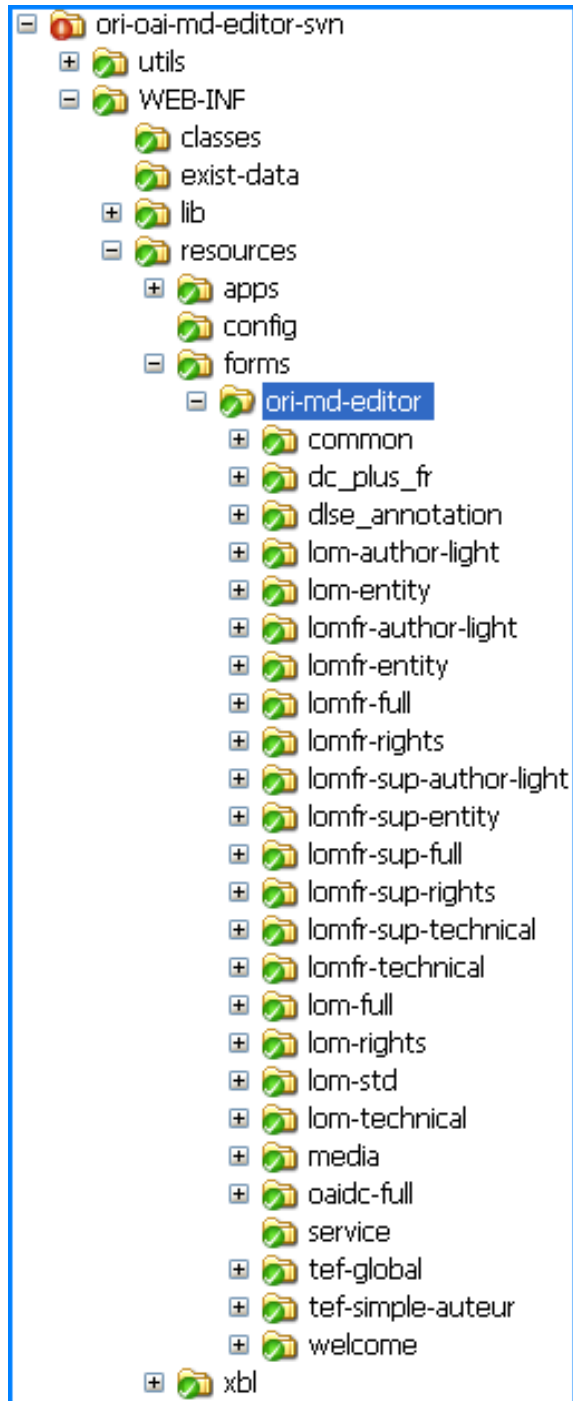 ori-oai-md-editor-svn
utils
WEB-INF
classes
exist-data
lib
resources
apps
config
forms
ori-md-editor
common
dc_plus_fr
dlse_annotation
lom-author-light
lom-entity
lomfr-author-light
lomfr-entity
lomfr-full
lomfr-rights
lomfr-sup-author-light
lomfr-sup-entity
lomfr-sup-full
lomfr-sup-rights
lomfr-sup-technical
lomfr-technical
lom-full
lom-rights
lom-std
lom-technical
media
oaidc-full
service
tef-global
tef-simple-auteur
welcome
xbl